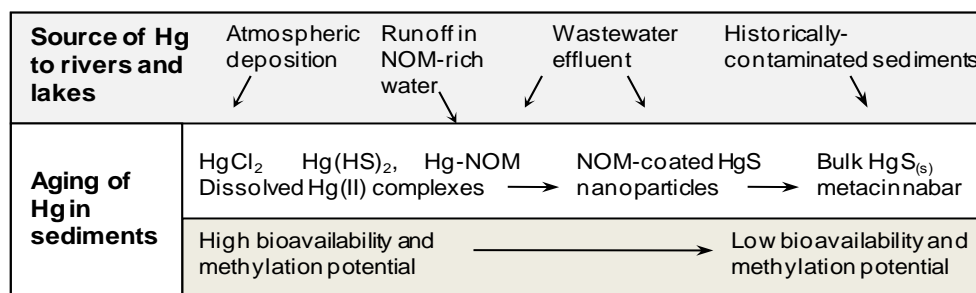 Source of Hg
to rivers and
lakes
Atmospheric
deposition
Runoff in
NOM-rich
water
Wastewater
effluent
Historically-
contaminated sediments
Aging of
Hg in
sediments
HgCl₂ Hg(HS)₂, Hg-NOM
Dissolved Hg(II) complexes
NOM-coated HgS
nanoparticles
Bulk HgS₍s₎
metacinnabar
High bioavailability and
methylation potential
Low bioavailability and
methylation potential